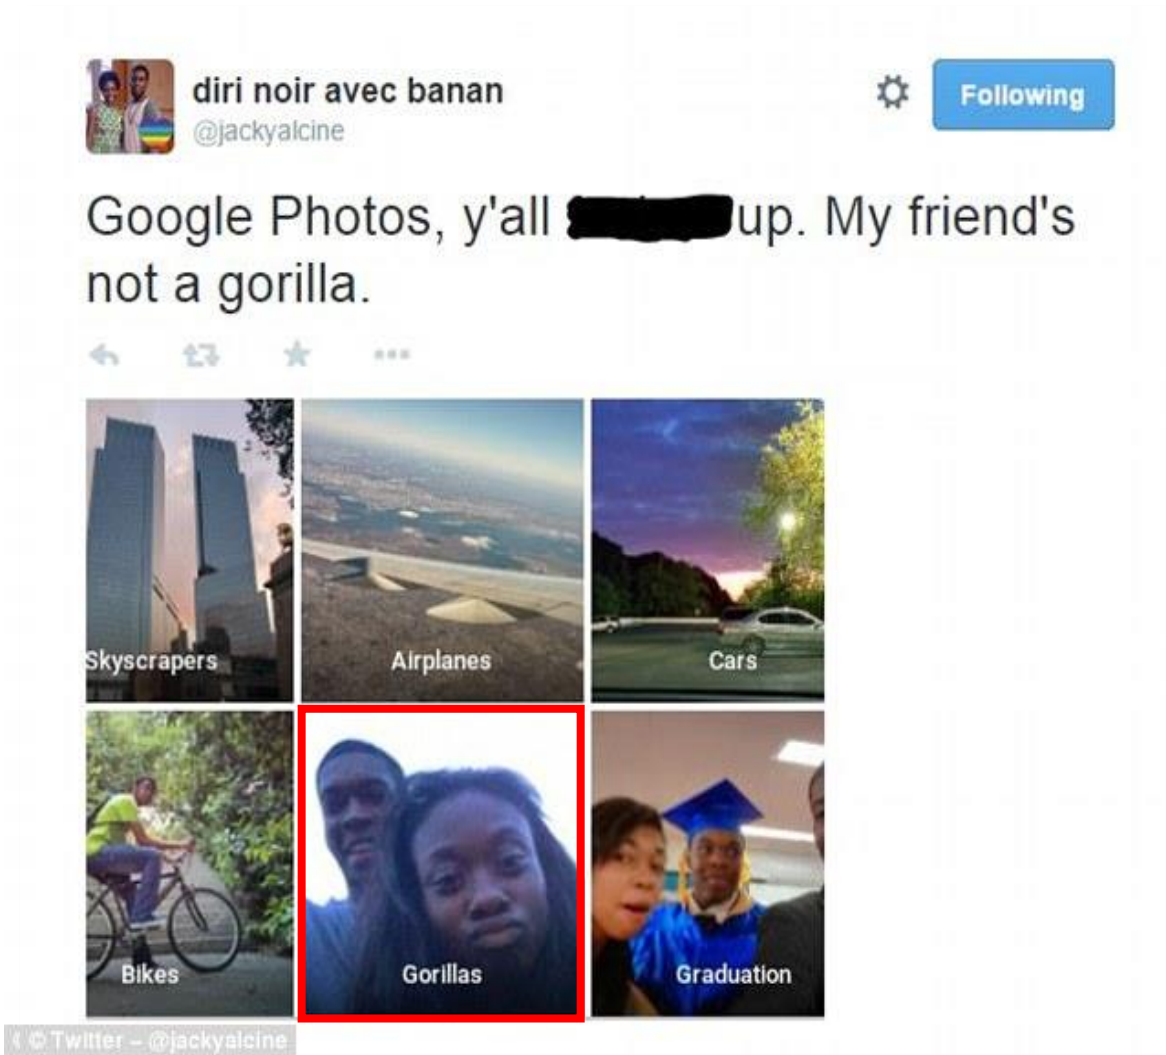 diri noir avec banan
@jackyalcine
Following
Google Photos, y'all up. My friend's
not a gorilla.
Skyscrapers
Airplanes
Cars
Bikes
Gorillas
Graduation
© Twitter – @jackyalcine